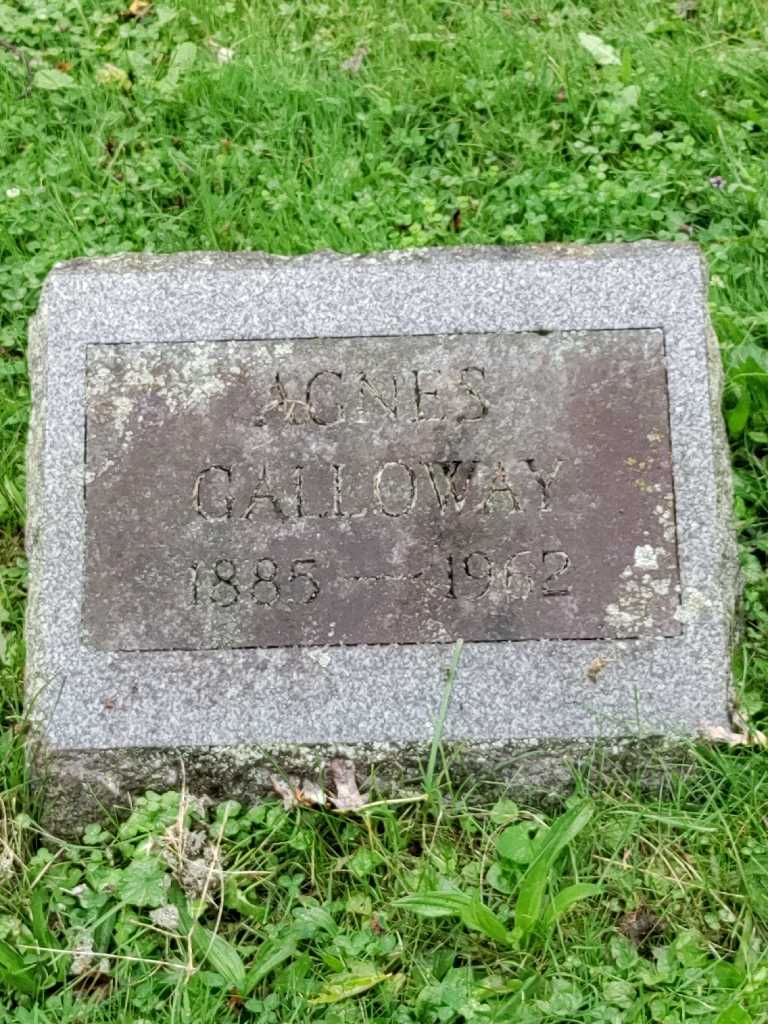 AGNES
GALLOWAY
1885 — 1962